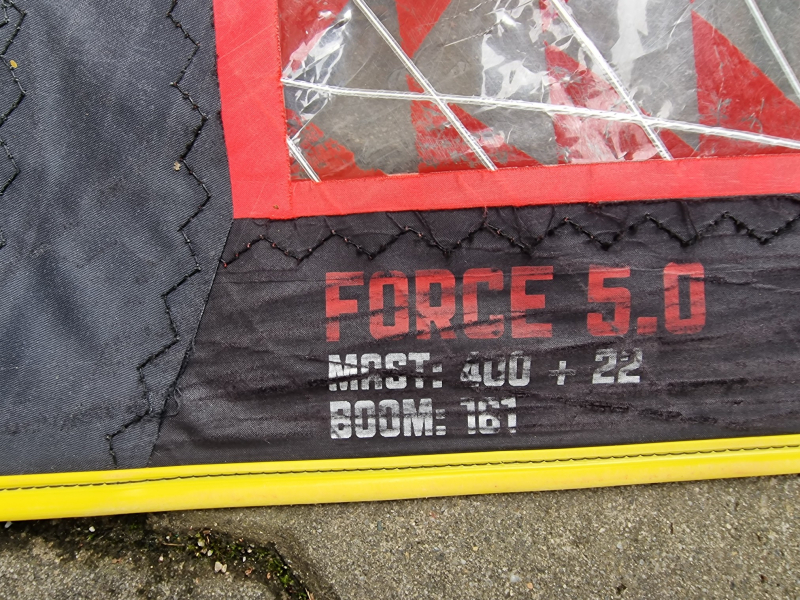 FORCE 5.0
MAST: 400 + 22
BOOM: 161